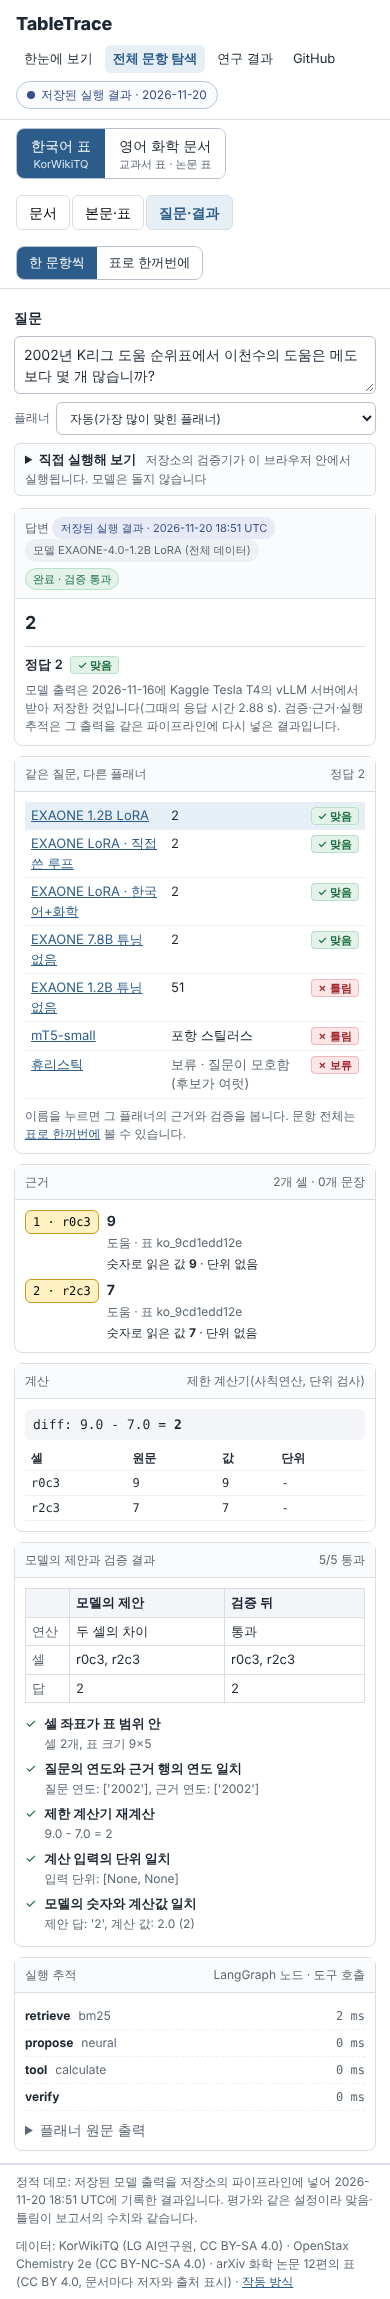 TableTrace
한눈에 보기 전체 문항 탐색 연구 결과 GitHub
저장된 실행 결과 · 2026-11-20
한국어 표 영어 화학 문서
KorWikiTQ 교과서 표 · 논문 표
문서 본문·표 질문·결과
한 문항씩 표로 한꺼번에
질문
2002년 K리그 도움 순위표에서 이천수의 도움은 메도
보다 몇 개 많습니까?
플래너 자동(가장 많이 맞힌 플래너)
▶ 직접 실행해 보기 저장소의 검증기가 이 브라우저 안에서
실행됩니다. 모델은 돌지 않습니다
답변 저장된 실행 결과 · 2026-11-20 18:51 UTC
모델 EXAONE-4.0-1.2B LoRA (전체 데이터)
완료 · 검증 통과
2
정답 2 ✓ 맞음
모델 출력은 2026-11-16에 Kaggle Tesla T4의 vLLM 서버에서
받아 저장한 것입니다(그때의 응답 시간 2.88 s). 검증·근거·실행
추적은 그 출력을 같은 파이프라인에 다시 넣은 결과입니다.
같은 질문, 다른 플래너 정답 2
EXAONE 1.2B LoRA 2 ✓ 맞음
EXAONE LoRA · 직접 2 ✓ 맞음
쓴 루프
EXAONE LoRA · 한국 2 ✓ 맞음
어+화학
EXAONE 7.8B 튜닝 2 ✓ 맞음
없음
EXAONE 1.2B 튜닝 51 × 틀림
없음
mT5-small 포항 스틸러스 × 틀림
휴리스틱 보류 · 질문이 모호함 × 보류
(후보가 여럿)
이름을 누르면 그 플래너의 근거와 검증을 봅니다. 문항 전체는
표로 한꺼번에 볼 수 있습니다.
근거 2개 셀 · 0개 문장
1 · r0c3 9
도움 · 표 ko_9cd1edd12e
숫자로 읽은 값 9 · 단위 없음
2 · r2c3 7
도움 · 표 ko_9cd1edd12e
숫자로 읽은 값 7 · 단위 없음
계산 제한 계산기(사칙연산, 단위 검사)
diff: 9.0 - 7.0 = 2
셀 원문 값 단위
r0c3 9 9 -
r2c3 7 7 -
모델의 제안과 검증 결과 5/5 통과
모델의 제안 검증 뒤
연산 두 셀의 차이 통과
셀 r0c3, r2c3 r0c3, r2c3
답 2 2
✓ 셀 좌표가 표 범위 안
셀 2개, 표 크기 9×5
✓ 질문의 연도와 근거 행의 연도 일치
질문 연도: ['2002'], 근거 연도: ['2002']
✓ 제한 계산기 재계산
9.0 - 7.0 = 2
✓ 계산 입력의 단위 일치
입력 단위: [None, None]
✓ 모델의 숫자와 계산값 일치
제안 답: '2', 계산 값: 2.0 (2)
실행 추적 LangGraph 노드 · 도구 호출
retrieve bm25 2 ms
propose neural 0 ms
tool calculate 0 ms
verify 0 ms
▶ 플래너 원문 출력
정적 데모: 저장된 모델 출력을 저장소의 파이프라인에 넣어 2026-
11-20 18:51 UTC에 기록한 결과입니다. 평가와 같은 설정이라 맞음·
틀림이 보고서의 수치와 같습니다.
데이터: KorWikiTQ (LG AI연구원, CC BY-SA 4.0) · OpenStax
Chemistry 2e (CC BY-NC-SA 4.0) · arXiv 화학 논문 12편의 표
(CC BY 4.0, 문서마다 저자와 출처 표시) · 작동 방식